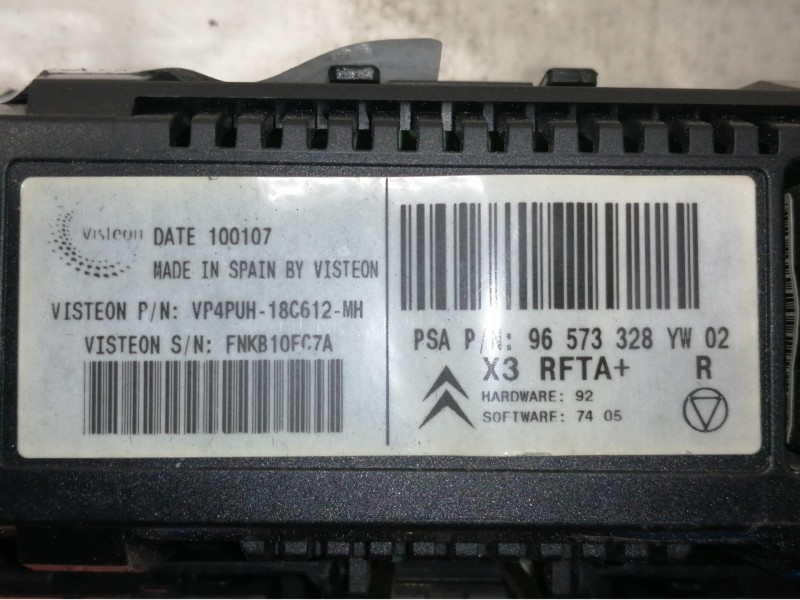 Visteon
DATE 100107
MADE IN SPAIN BY VISTEON
VISTEON P/N: VP4PUH-18C612-MH
VISTEON S/N: FNKB10FC7A
PSA P/N: 96 573 328 YW 02
X3 RFTA+ R
HARDWARE: 92
SOFTWARE: 74 05